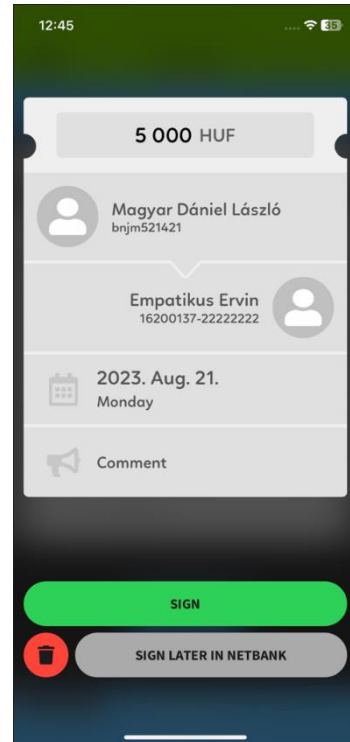 12:45
35
5 000 HUF
Magyar Dániel László
bnjm521421
Empatikus Ervin
16200137-22222222
2023. Aug. 21.
Monday
Comment
SIGN
SIGN LATER IN NETBANK